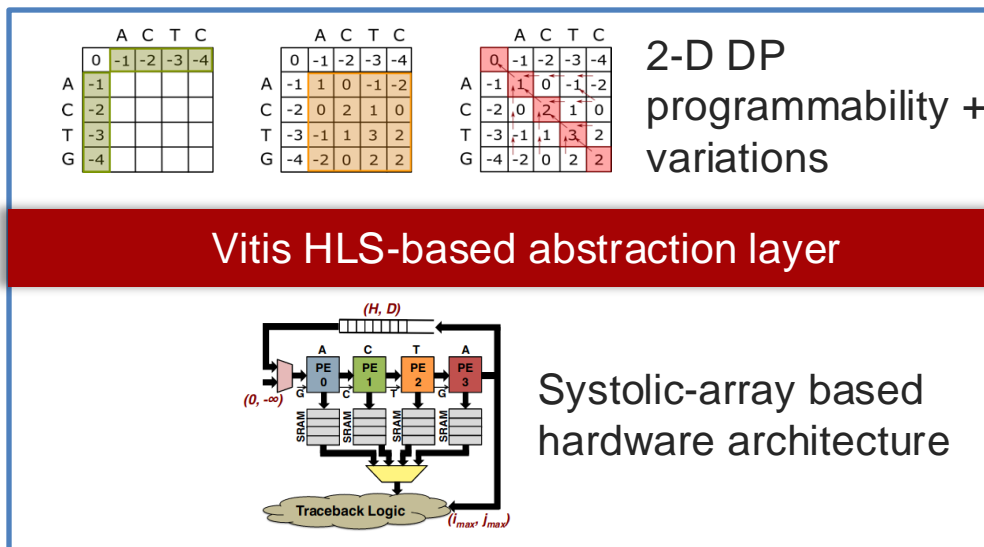 A C T C
0 -1 -2 -3 -4
A -1
C -2
T -3
G -4
A C T C
0 -1 -2 -3 -4
A -1 1 0 -1 -2
C -2 0 2 1 0
T -3 -1 1 3 2
G -4 -2 0 2 2
A C T C
0 -1 -2 -3 -4
A -1 1 0 -1 -2
C -2 0 2 1 0
T -3 -1 1 3 2
G -4 -2 0 2 2
2-D DP
programmability +
variations
Vitis HLS-based abstraction layer
(H, D)
A C T A
PE 0 PE 1 PE 2 PE 3
G C T
(0, -∞)
SRAM SRAM SRAM SRAM
Traceback Logic
(imax, jmax)
Systolic-array based
hardware architecture